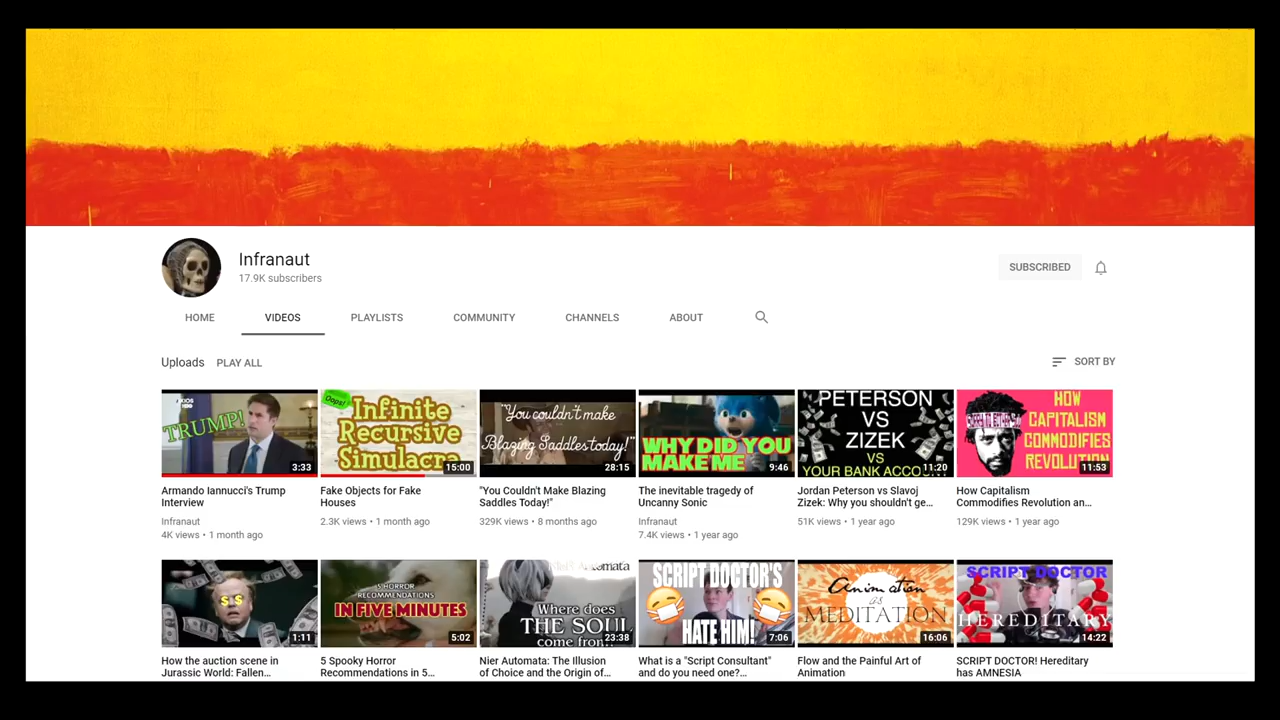 Infranaut
17.9K subscribers
SUBSCRIBED
HOME
VIDEOS
PLAYLISTS
COMMUNITY
CHANNELS
ABOUT
Uploads
PLAY ALL
SORT BY
TRUMP!
3:33
Oops!
Infinite
Recursive
Simulacra
15:00
"You couldn't make
Blazing Saddles today!"
28:15
WHY DID YOU
MAKE ME
9:46
PETERSON
VS
ZIZEK
VS
YOUR BANK ACCOUNT
11:20
HOW
CAPITALISM
COMMODIFIES
REVOLUTION
11:53
Armando Iannucci's Trump
Interview
Infranaut
4K views • 1 month ago
Fake Objects for Fake
Houses
2.3K views • 1 month ago
"You Couldn't Make Blazing
Saddles Today!"
329K views • 8 months ago
The inevitable tragedy of
Uncanny Sonic
Infranaut
7.4K views • 1 year ago
Jordan Peterson vs Slavoj
Zizek: Why you shouldn't ge...
51K views • 1 year ago
How Capitalism
Commodifies Revolution an...
129K views • 1 year ago
$ $
1:11
5 HORROR
RECOMMENDATIONS
IN FIVE MINUTES
5:02
Automata
Where does
THE SOUL
come from?
23:38
SCRIPT DOCTOR'S
HATE HIM!
7:06
Animation
as
MEDITATION
16:06
SCRIPT DOCTOR
HEREDITARY
14:22
How the auction scene in
Jurassic World: Fallen...
5 Spooky Horror
Recommendations in 5...
Nier Automata: The Illusion
of Choice and the Origin of...
What is a "Script Consultant"
and do you need one?...
Flow and the Painful Art of
Animation
SCRIPT DOCTOR! Hereditary
has AMNESIA